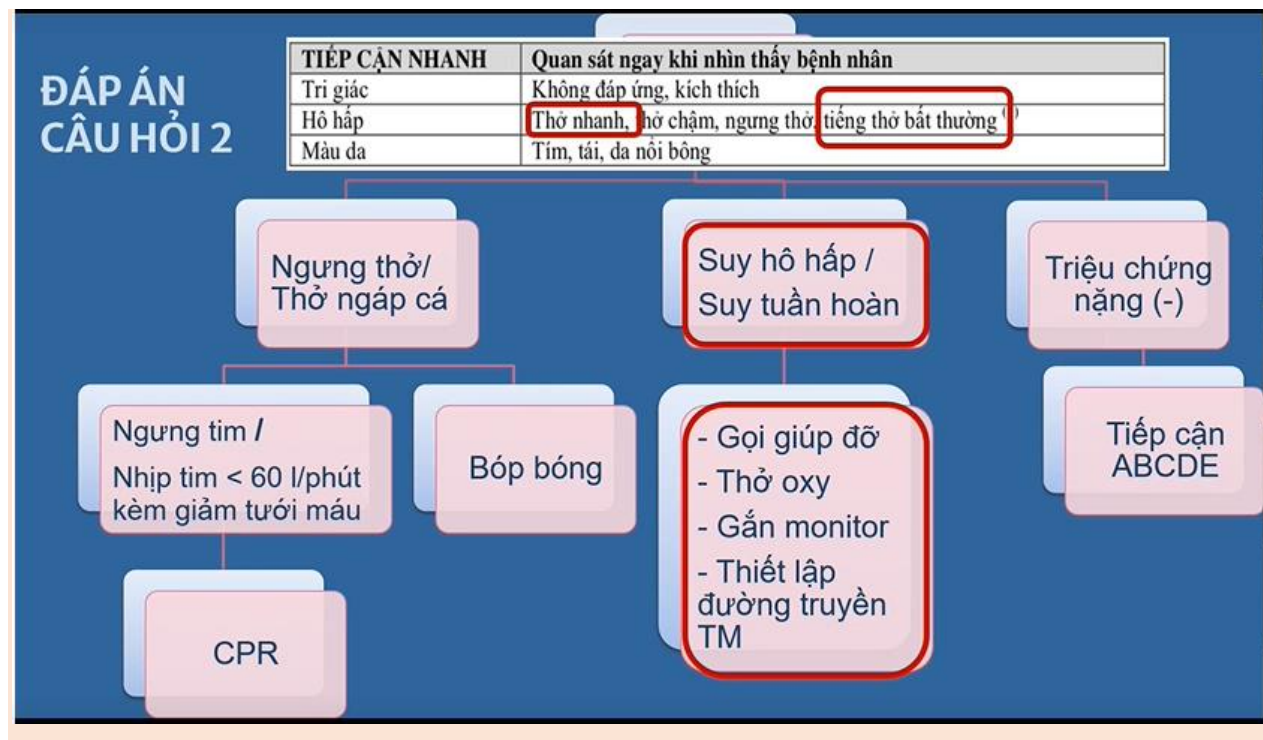 ĐÁP ÁN
CÂU HỎI 2
TIẾP CẬN NHANH Quan sát ngay khi nhìn thấy bệnh nhân
Tri giác Không đáp ứng, kích thích
Hô hấp Thở nhanh, thở chậm, ngưng thở, tiếng thở bất thường
Màu da Tím, tái, da nổi bông
Ngưng thở/
Thở ngáp cá
Suy hô hấp /
Suy tuần hoàn
Triệu chứng
nặng (-)
Ngưng tim /
Nhịp tim < 60 l/phút
kèm giảm tưới máu
Bóp bóng
- Gọi giúp đỡ
- Thở oxy
- Gắn monitor
- Thiết lập
đường truyền
TM
Tiếp cận
ABCDE
CPR